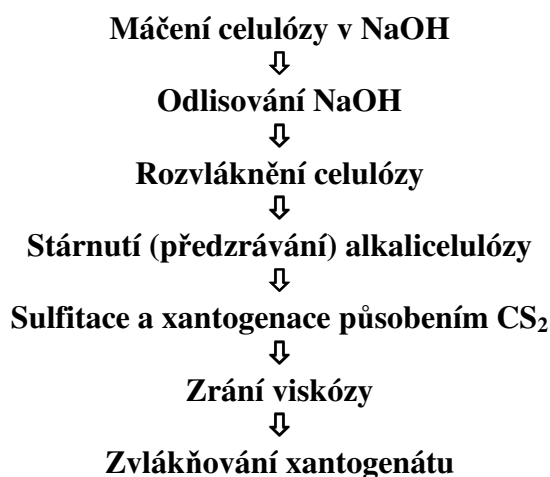 Máčení celulózy v NaOH
⇩
Odlisování NaOH
⇩
Rozvláknění celulózy
⇩
Stárnutí (předzrávání) alkalicelulózy
⇩
Sulfitace a xantogenace působením CS₂
⇩
Zrání viskózy
⇩
Zvlákňování xantogenátu